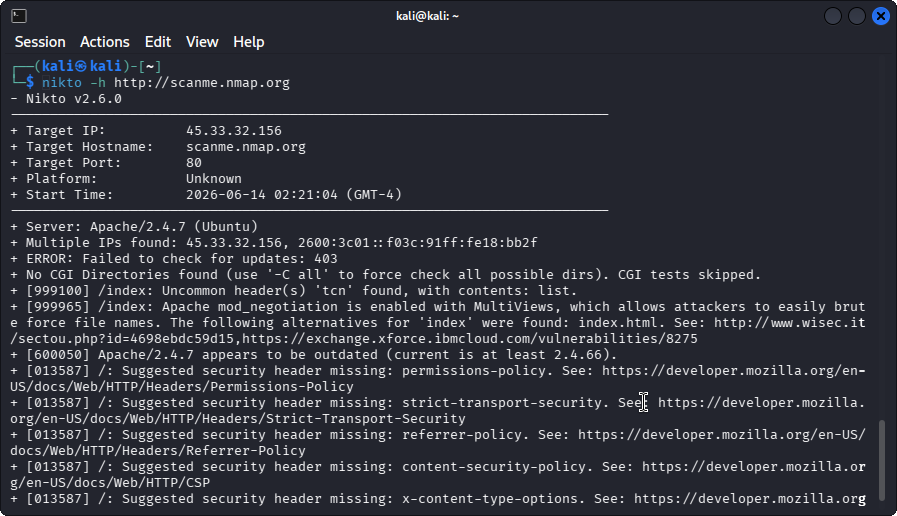 kali@kali: ~
Session Actions Edit View Help
┌──(kali㉿kali)-[~]
└─$ nikto -h http://scanme.nmap.org
- Nikto v2.6.0
---------------------------------------------------------------------------
+ Target IP:          45.33.32.156
+ Target Hostname:    scanme.nmap.org
+ Target Port:        80
+ Platform:           Unknown
+ Start Time:         2026-06-14 02:21:04 (GMT-4)
---------------------------------------------------------------------------
+ Server: Apache/2.4.7 (Ubuntu)
+ Multiple IPs found: 45.33.32.156, 2600:3c01::f03c:91ff:fe18:bb2f
+ ERROR: Failed to check for updates: 403
+ No CGI Directories found (use '-C all' to force check all possible dirs). CGI tests skipped.
+ [999100] /index: Uncommon header(s) 'tcn' found, with contents: list.
+ [999965] /index: Apache mod_negotiation is enabled with MultiViews, which allows attackers to easily brut
e force file names. The following alternatives for 'index' were found: index.html. See: http://www.wisec.it
/sectou.php?id=4698ebdc59d15,https://exchange.xforce.ibmcloud.com/vulnerabilities/8275
+ [600050] Apache/2.4.7 appears to be outdated (current is at least 2.4.66).
+ [013587] /: Suggested security header missing: permissions-policy. See: https://developer.mozilla.org/en-
US/docs/Web/HTTP/Headers/Permissions-Policy
+ [013587] /: Suggested security header missing: strict-transport-security. See: https://developer.mozilla.
org/en-US/docs/Web/HTTP/Headers/Strict-Transport-Security
+ [013587] /: Suggested security header missing: referrer-policy. See: https://developer.mozilla.org/en-US/
docs/Web/HTTP/Headers/Referrer-Policy
+ [013587] /: Suggested security header missing: content-security-policy. See: https://developer.mozilla.or
g/en-US/docs/Web/HTTP/CSP
+ [013587] /: Suggested security header missing: x-content-type-options. See: https://developer.mozilla.org